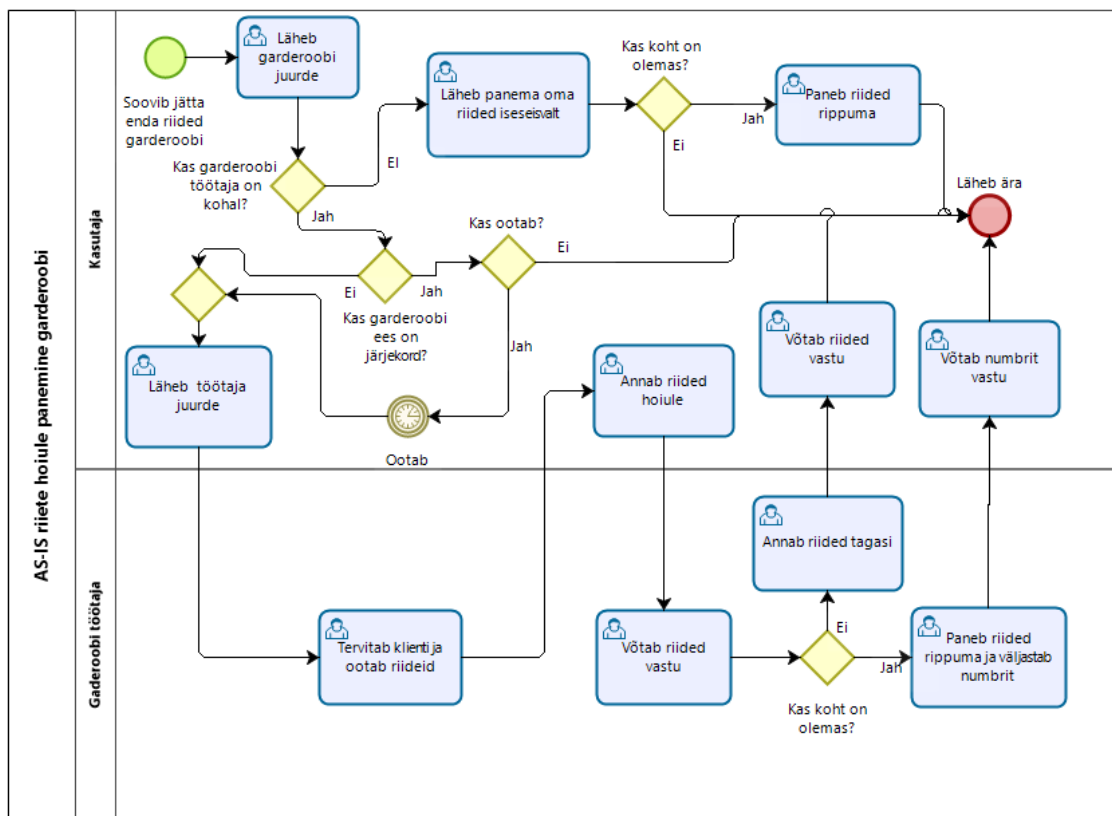 AS-IS riiete hoiule panemine garderoobi
Kasutaja
Soovib jätta
enda riided
garderoobi
Läheb
garderoobi
juurde
Kas garderoobi
töötaja on
kohal?
EI
Jah
Läheb panema oma
riided iseseisvalt
Kas koht on
olemas?
Jah
Ei
Paneb riided
rippuma
Läheb ära
Kas garderoobi
ees on
järjekord?
Ei
Jah
Kas ootab?
Ei
Jah
Ootab
Läheb töötaja
juurde
Annab riided
hoiule
Võtab riided
vastu
Võtab numbrit
vastu
Gaderoobi töötaja
Tervitab klienti ja
ootab riideid
Võtab riided
vastu
Kas koht on
olemas?
Ei
Jah
Annab riided tagasi
Paneb riided
rippuma ja väljastab
numbrit